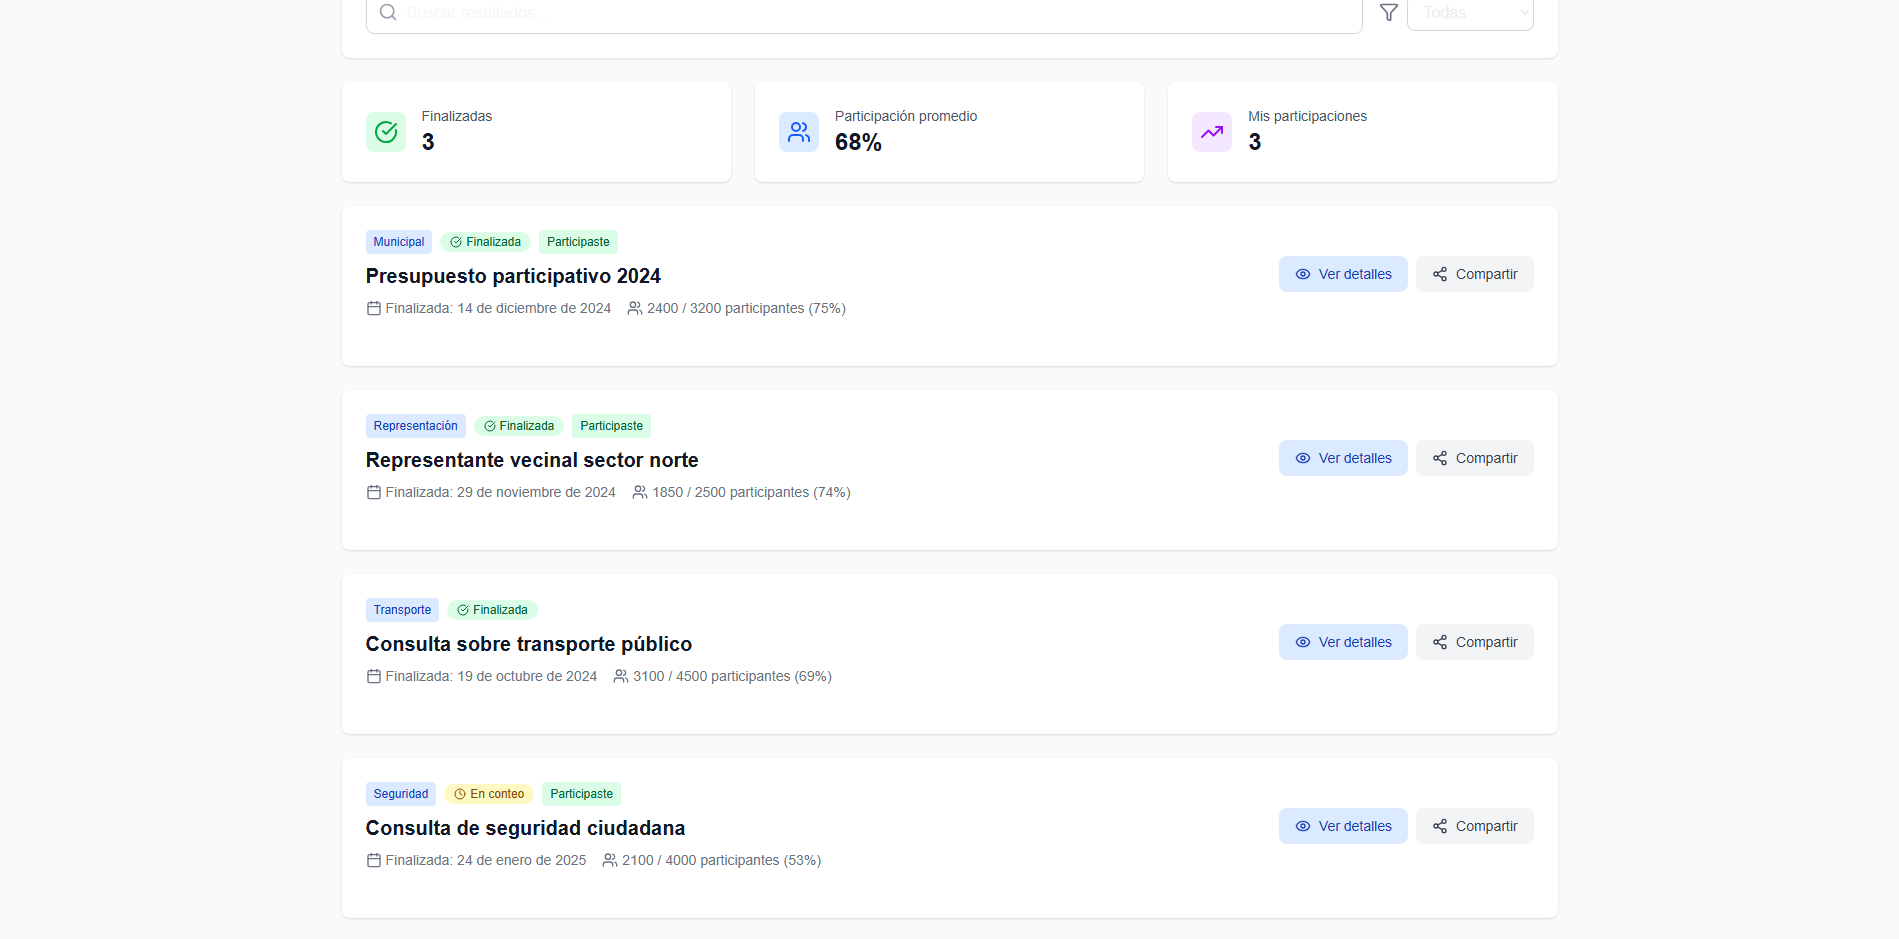 Buscar resultados...
Todas
Finalizadas
3
Participación promedio
68%
Mis participaciones
3
Municipal Finalizada Participaste
Presupuesto participativo 2024
Finalizada: 14 de diciembre de 2024 2400 / 3200 participantes (75%)
Ver detalles Compartir
Representación Finalizada Participaste
Representante vecinal sector norte
Finalizada: 29 de noviembre de 2024 1850 / 2500 participantes (74%)
Ver detalles Compartir
Transporte Finalizada
Consulta sobre transporte público
Finalizada: 19 de octubre de 2024 3100 / 4500 participantes (69%)
Ver detalles Compartir
Seguridad En conteo Participaste
Consulta de seguridad ciudadana
Finalizada: 24 de enero de 2025 2100 / 4000 participantes (53%)
Ver detalles Compartir